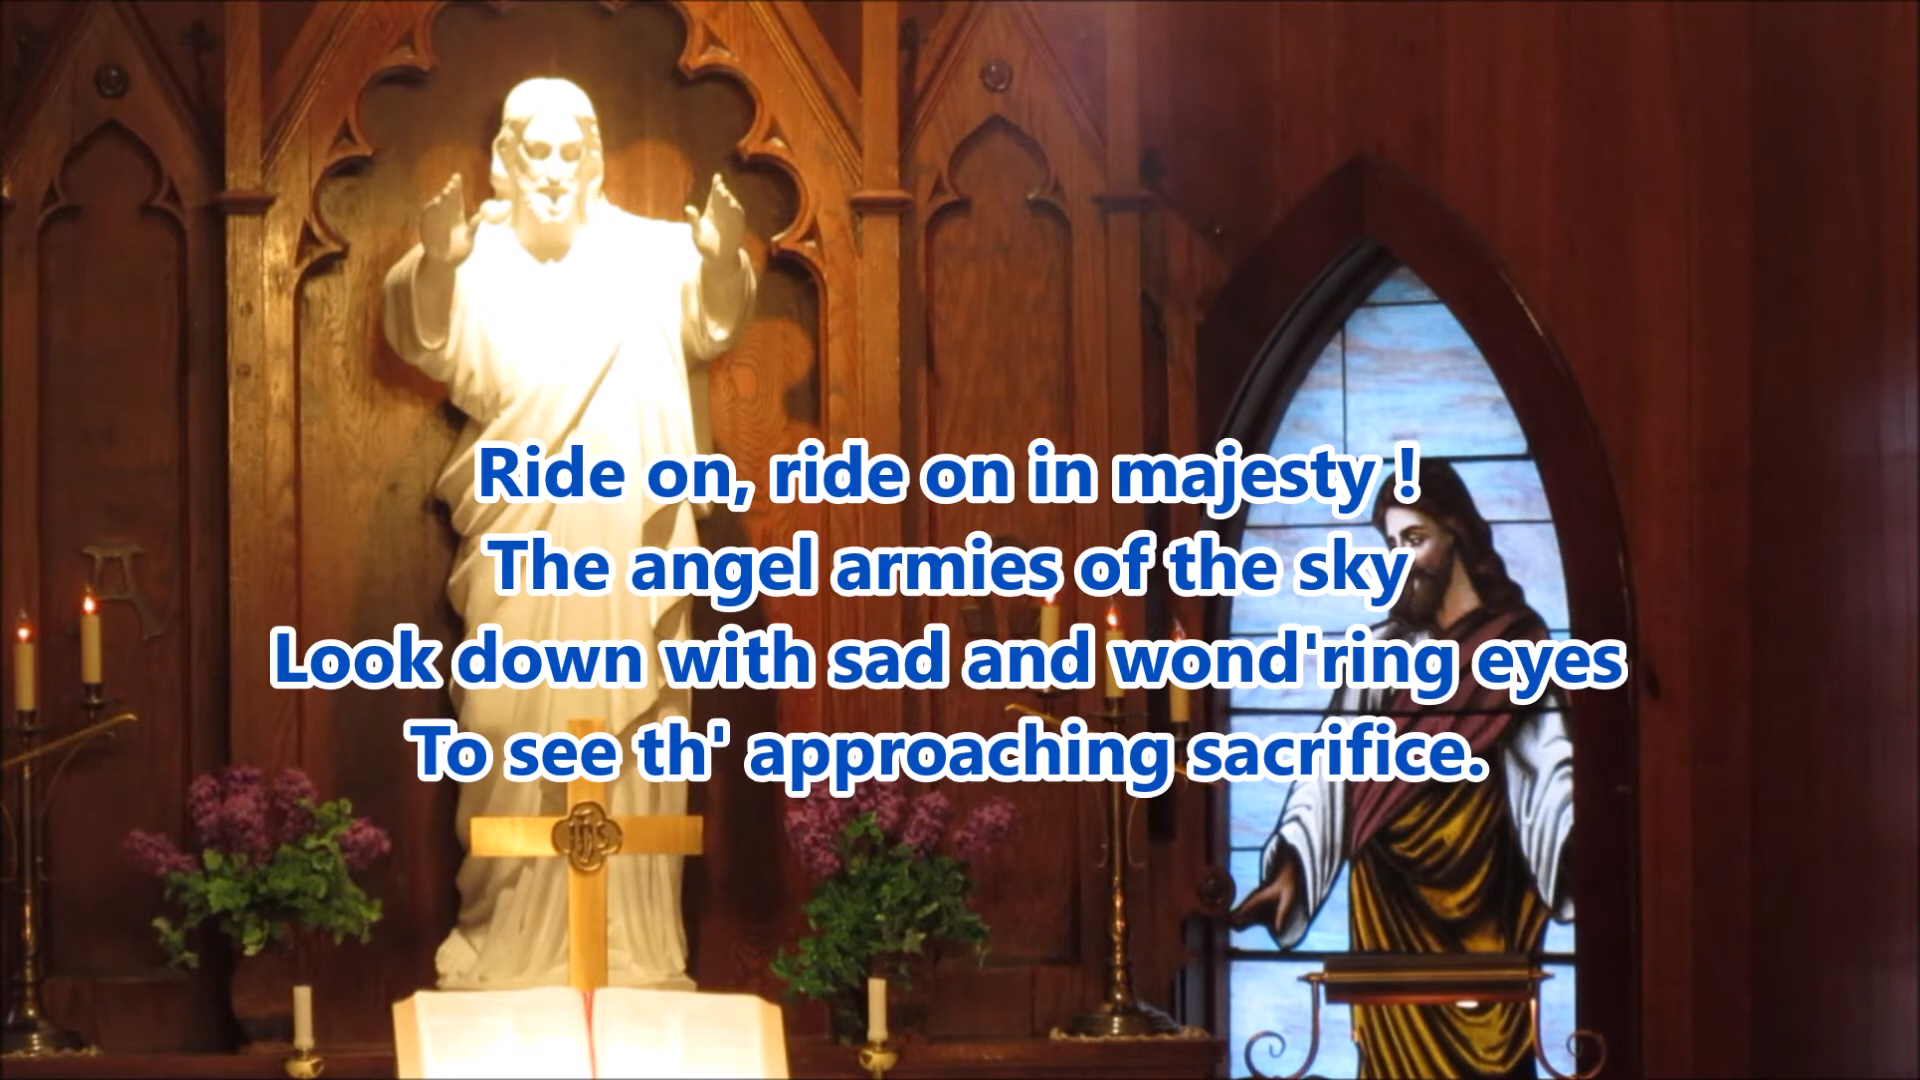 Ride on, ride on in majesty !
The angel armies of the sky
Look down with sad and wond'ring eyes
To see th' approaching sacrifice.
IHS